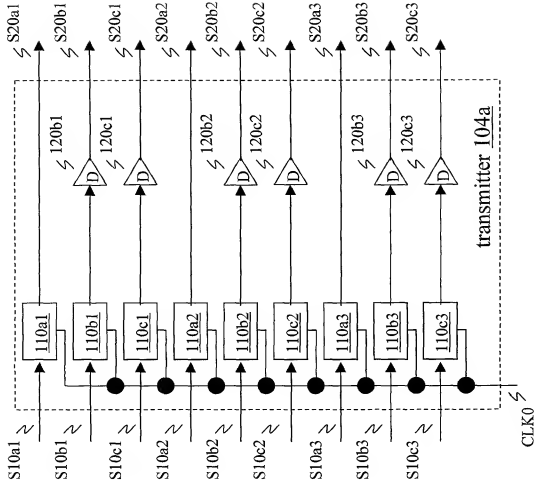 S10a1
110a1
S20a1
S10b1
110b1
120b1
D
S20b1
S10c1
110c1
120c1
D
S20c1
S10a2
110a2
S20a2
S10b2
110b2
120b2
D
S20b2
S10c2
110c2
120c2
D
S20c2
S10a3
110a3
S20a3
S10b3
110b3
120b3
D
S20b3
S10c3
110c3
120c3
D
S20c3
transmitter 104a
CLK0